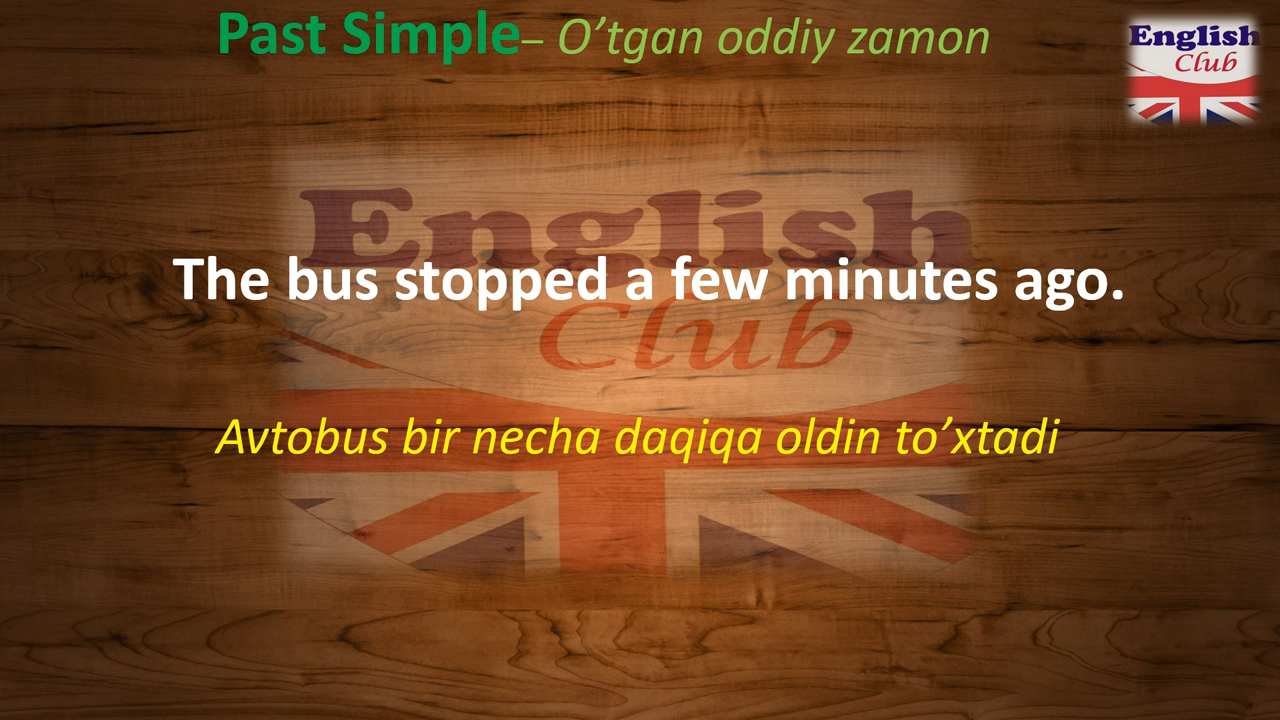 Past Simple– O’tgan oddiy zamon
English
Club
English
The bus stopped a few minutes ago.
Club
Avtobus bir necha daqiqa oldin to’xtadi